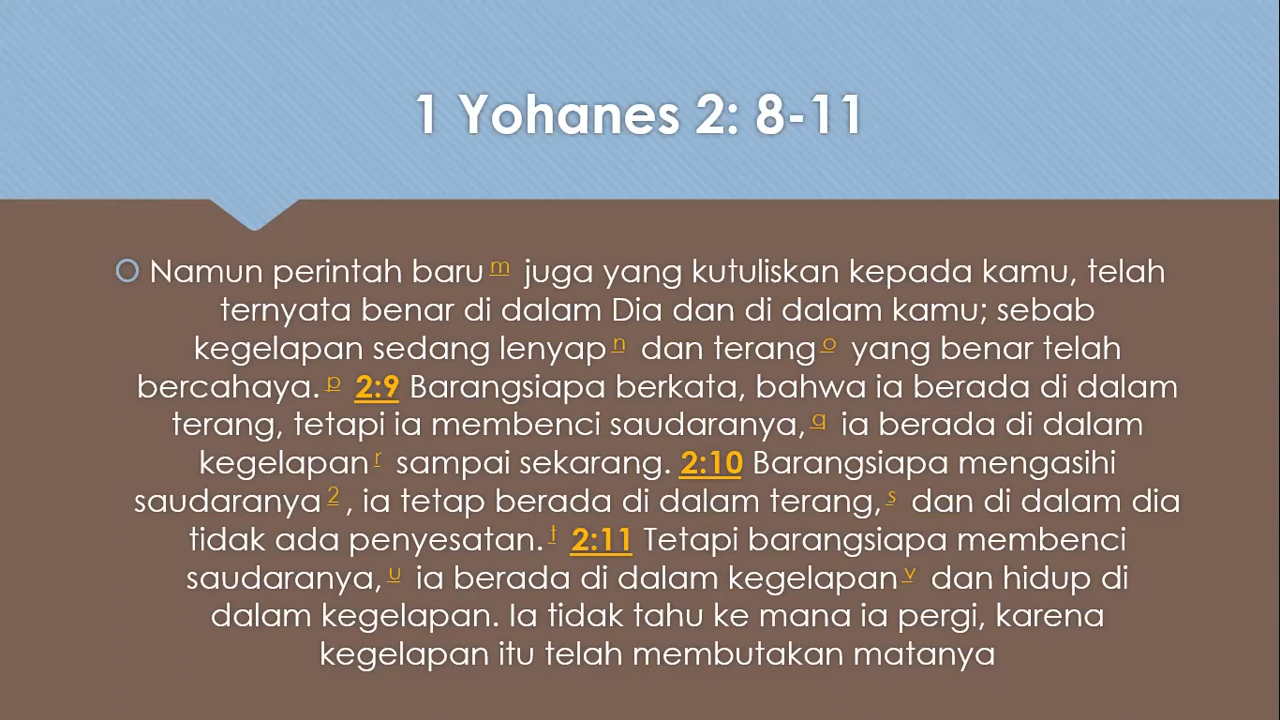 1 Yohanes 2: 8-11
Namun perintah baru m juga yang kutuliskan kepada kamu, telah
ternyata benar di dalam Dia dan di dalam kamu; sebab
kegelapan sedang lenyap n dan terang o yang benar telah
bercahaya. p 2:9 Barangsiapa berkata, bahwa ia berada di dalam
terang, tetapi ia membenci saudaranya, q ia berada di dalam
kegelapan r sampai sekarang. 2:10 Barangsiapa mengasihi
saudaranya 2 , ia tetap berada di dalam terang, s dan di dalam dia
tidak ada penyesatan. t 2:11 Tetapi barangsiapa membenci
saudaranya, u ia berada di dalam kegelapan v dan hidup di
dalam kegelapan. Ia tidak tahu ke mana ia pergi, karena
kegelapan itu telah membutakan matanya